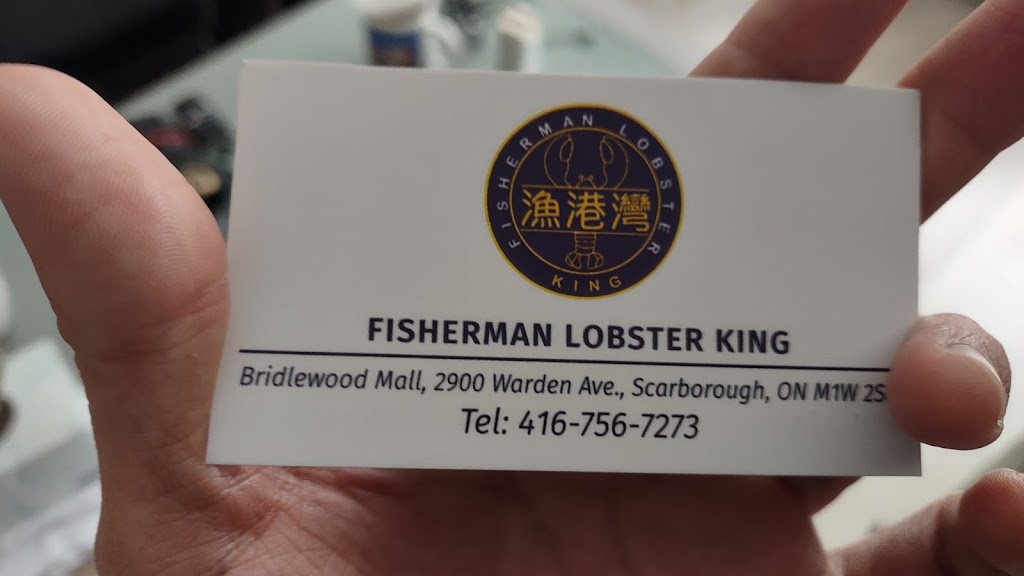 FISHERMAN LOBSTER
漁港灣
KING
FISHERMAN LOBSTER KING
Bridlewood Mall, 2900 Warden Ave., Scarborough, ON M1W 2S
Tel: 416-756-7273